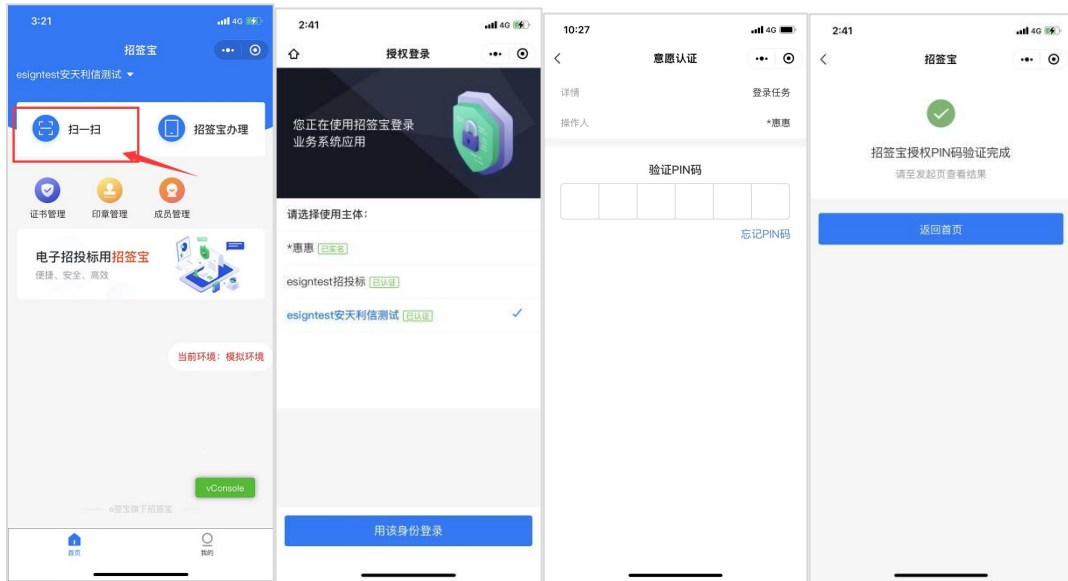 3:21
4G
招签宝
esigntest安天利信测试
扫一扫
招签宝办理
证书管理
印章管理
成员管理
电子招投标用招签宝
便捷、安全、高效
当前环境：模拟环境
vConsole
e签宝旗下招签宝
首页
我的
2:41
4G
授权登录
您正在使用招签宝登录
业务系统应用
请选择使用主体：
*惠惠 已实名
esigntest招投标 已认证
esigntest安天利信测试 已认证
用该身份登录
10:27
4G
意愿认证
详情 登录任务
操作人 *惠惠
验证PIN码
忘记PIN码
2:41
4G
招签宝
招签宝授权PIN码验证完成
请至发起页查看结果
返回首页